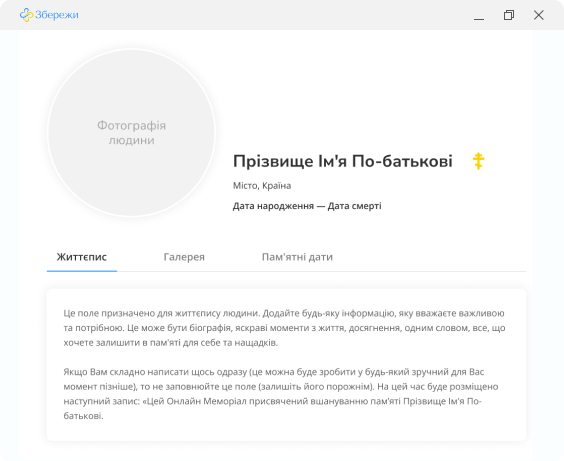 Збережи
Фотографія
людини
Прізвище Ім'я По-батькові
Місто, Країна
Дата народження — Дата смерті
Життєпис Галерея Пам'ятні дати
Це поле призначено для життєпису людини. Додайте будь-яку інформацію, яку вважаєте важливою
та потрібною. Це може бути біографія, яскраві моменти з життя, досягнення, одним словом, все, що
хочете залишити в пам'яті для себе та нащадків.
Якщо Вам складно написати щось одразу (це можна буде зробити у будь-який зручний для Вас
момент пізніше), то не заповнюйте це поле (залишіть його порожнім). На цей час буде розміщено
наступний запис: «Цей Онлайн Меморіал присвячений вшануванню пам'яті Прізвище Ім'я По-
батькові.